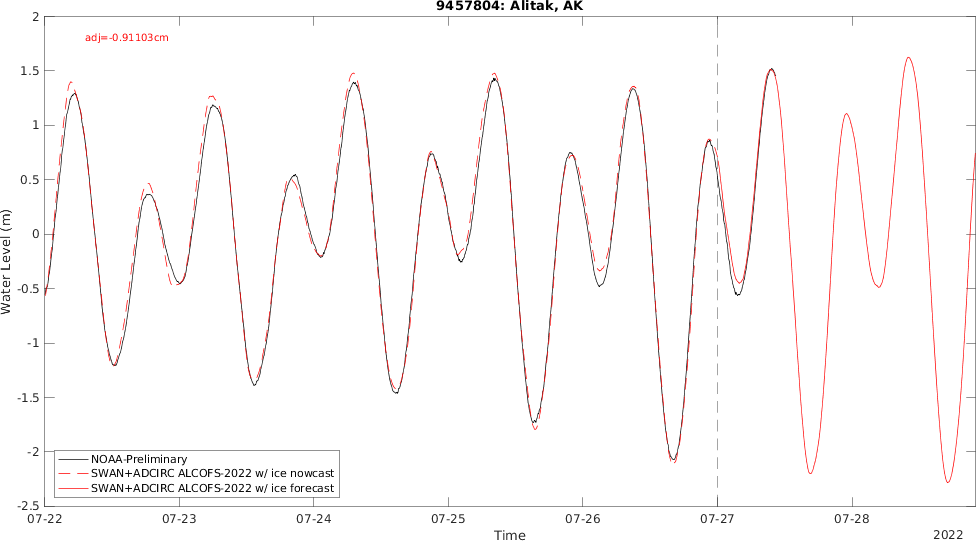 9457804: Alitak, AK
adj=-0.91103cm
Water Level (m)
2
1.5
1
0.5
0
-0.5
-1
-1.5
-2
-2.5
NOAA-Preliminary
SWAN+ADCIRC ALCOFS-2022 w/ ice nowcast
SWAN+ADCIRC ALCOFS-2022 w/ ice forecast
07-22 07-23 07-24 07-25 07-26 07-27 07-28
Time
2022